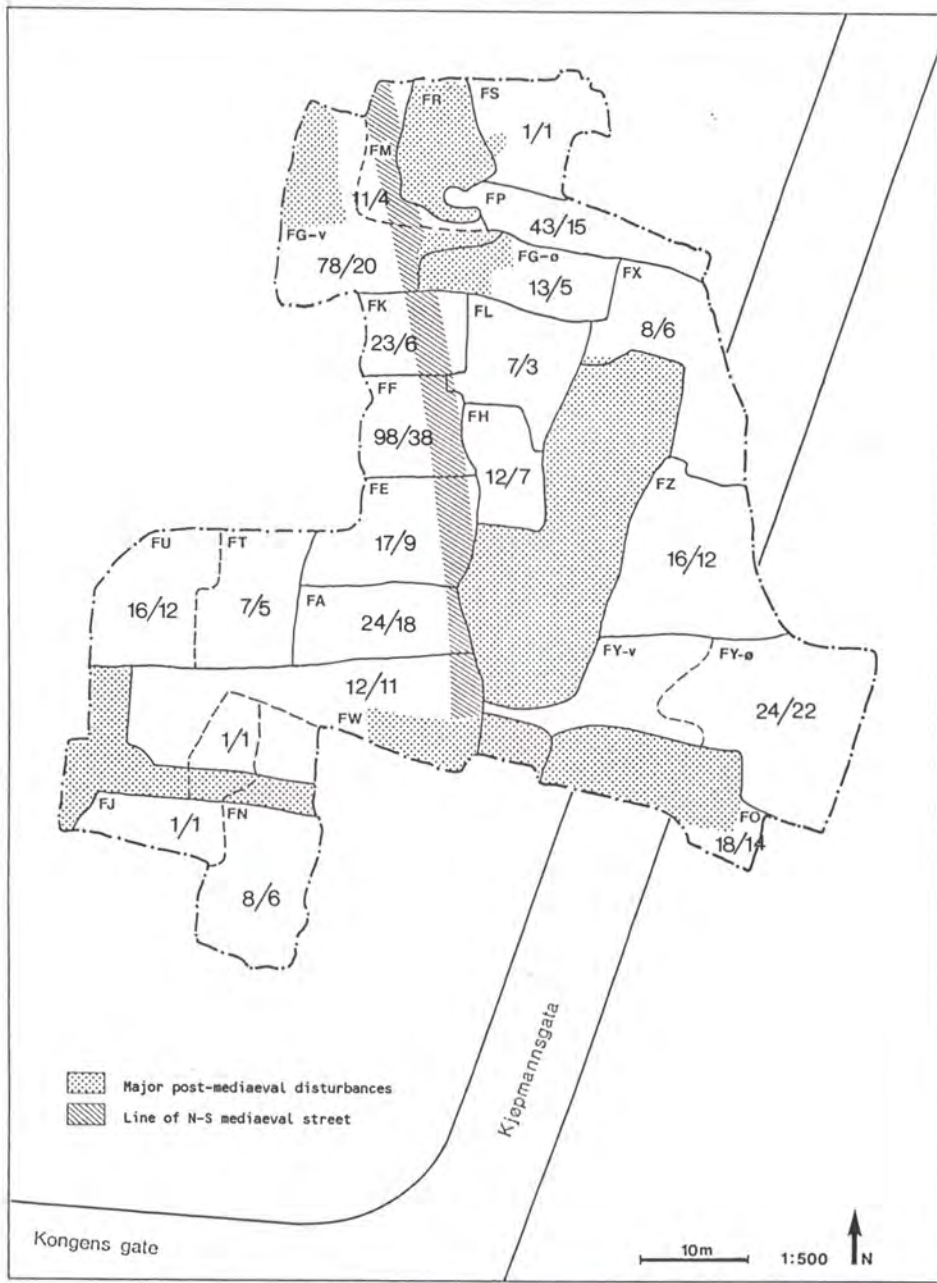 FR
FS
1/1
FM
11/4
FP
43/15
FG-v
78/20
FG-ø
13/5
FX
8/6
FK
23/6
FL
7/3
FF
98/38
FH
12/7
FE
17/9
FZ
16/12
FU
16/12
FT
7/5
FA
24/18
FY-v
FY-ø
24/22
12/11
FW
1/1
FJ
1/1
FN
8/6
FO
18/14
Major post-mediaeval disturbances
Line of N-S mediaeval street
Kjøpmannsgata
Kongens gate
10m
1:500
N